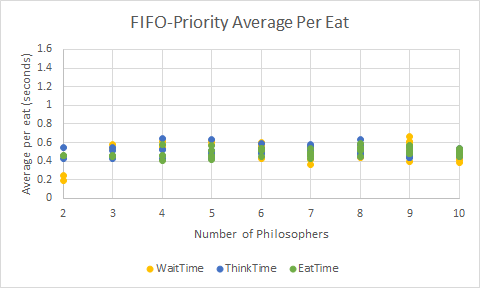 FIFO-Priority Average Per Eat
Average per eat (seconds)
1.6
1.4
1.2
1
0.8
0.6
0.4
0.2
0
2 3 4 5 6 7 8 9 10
Number of Philosophers
WaitTime ThinkTime EatTime